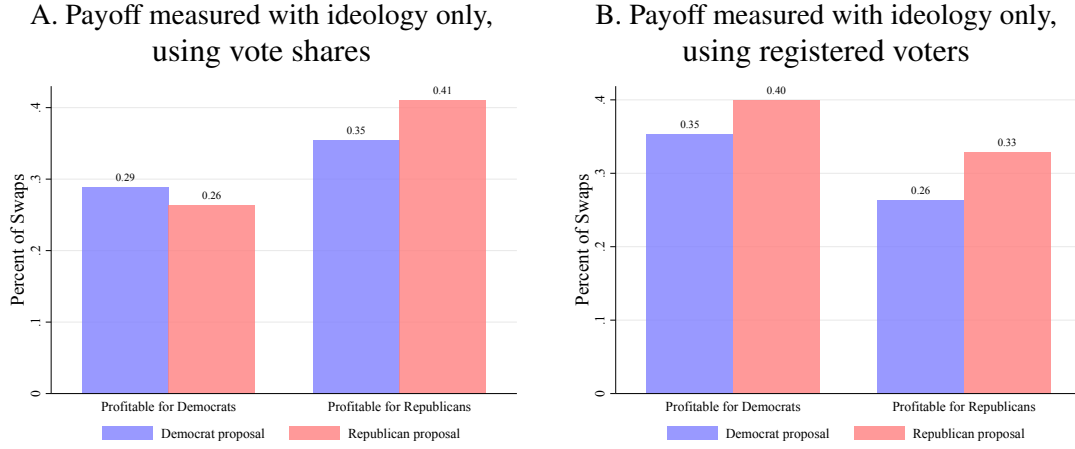 A. Payoff measured with ideology only,
using vote shares
Percent of Swaps
.4
.3
.2
.1
0
0.29
0.26
0.35
0.41
Profitable for Democrats
Profitable for Republicans
Democrat proposal
Republican proposal
B. Payoff measured with ideology only,
using registered voters
Percent of Swaps
.4
.3
.2
.1
0
0.35
0.40
0.26
0.33
Profitable for Democrats
Profitable for Republicans
Democrat proposal
Republican proposal